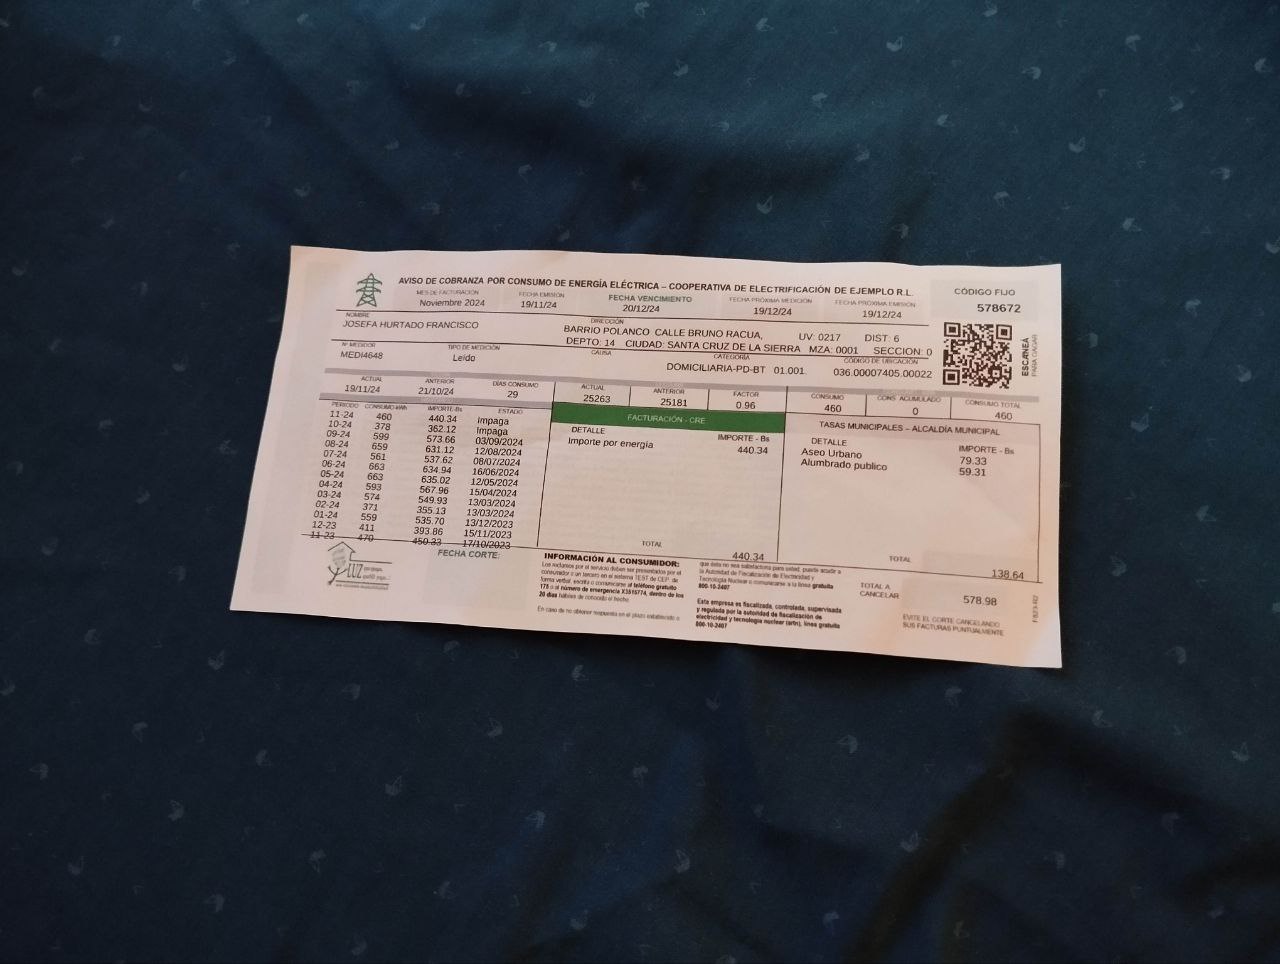 AVISO DE COBRANZA POR CONSUMO DE ENERGÍA ELÉCTRICA – COOPERATIVA DE ELECTRIFICACIÓN DE EJEMPLO R.L.
CÓDIGO FIJO
578672
MES DE FACTURACIÓN FECHA EMISIÓN FECHA VENCIMIENTO FECHA PRÓXIMA MEDICIÓN FECHA PRÓXIMA EMISIÓN
Noviembre 2024 19/11/24 20/12/24 19/12/24 19/12/24
NOMBRE DIRECCIÓN
JOSEFA HURTADO FRANCISCO BARRIO POLANCO CALLE BRUNO RACUA, UV: 0217 DIST: 6
DEPTO: 14 CIUDAD: SANTA CRUZ DE LA SIERRA MZA: 0001 SECCION: 0
ESCANEA
PARA PAGAR
Nº MEDIDOR TIPO DE MEDICIÓN CAUSA CATEGORÍA CÓDIGO DE UBICACIÓN
MEDI4648 Leído DOMICILIARIA-PD-BT 01.001. 036.00007405.00022
ACTUAL ANTERIOR DÍAS CONSUMO ACTUAL ANTERIOR FACTOR CONSUMO CONS. ACUMULADO CONSUMO TOTAL
19/11/24 21/10/24 29 25263 25181 0.96 460 0 460
PERIODO CONSUMO-kWh IMPORTE-Bs ESTADO
11-24 460 440.34 Impaga
10-24 378 362.12 Impaga
09-24 599 573.66 03/09/2024
08-24 659 631.12 12/08/2024
07-24 561 537.62 08/07/2024
06-24 663 634.94 16/06/2024
05-24 663 635.02 12/05/2024
04-24 593 567.96 15/04/2024
03-24 574 549.93 13/03/2024
02-24 371 355.13 13/03/2024
01-24 559 535.70 13/12/2023
12-23 411 393.86 15/11/2023
11-23 470 450.33 17/10/2023
FACTURACIÓN - CRE
DETALLE IMPORTE - Bs
Importe por energía 440.34
TOTAL 440.34
TASAS MUNICIPALES – ALCALDÍA MUNICIPAL
DETALLE IMPORTE - Bs
Aseo Urbano 79.33
Alumbrado publico 59.31
TOTAL 138.64
LUZ
FECHA CORTE:
INFORMACIÓN AL CONSUMIDOR:
Los reclamos por el servicio deben ser presentados por el
consumidor o un tercero en el sistema TEST de CEP, de
forma verbal, escrita o comunicarse al teléfono gratuito
178 o al número de emergencia X3516774, dentro de los
20 días hábiles de conocido el hecho
En caso de no obtener respuesta en el plazo establecido o
que ésta no sea satisfactoria para usted, puede acudir a
la Autoridad de Fiscalización de Electricidad y
Tecnología Nuclear o comunicarse a la línea gratuita
800-10-2407
Esta empresa es fiscalizada, controlada, supervisada
y regulada por la autoridad de fiscalización de
electricidad y tecnología nuclear (aetn), línea gratuita
800-10-2407
TOTAL A
CANCELAR 578.98
EVITE EL CORTE CANCELANDO
SUS FACTURAS PUNTUALMENTE